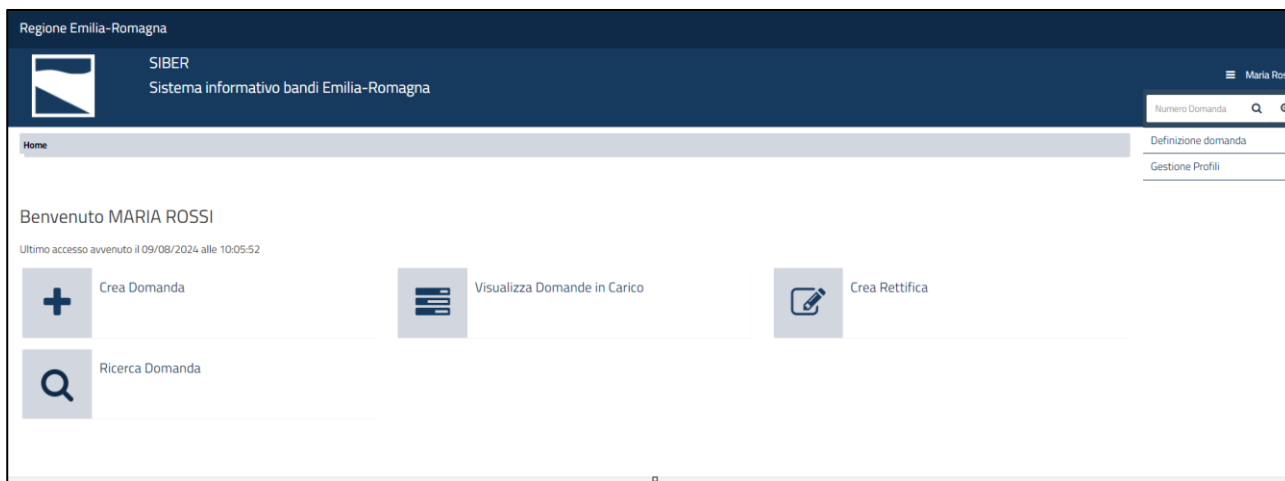 Regione Emilia-Romagna
SIBER
Sistema informativo bandi Emilia-Romagna
Maria
Numero Domanda
Home
Definizione domanda
Gestione Profili
Benvenuto MARIA ROSSI
Ultimo accesso avvenuto il 09/08/2024 alle 10:05:52
Crea Domanda
Visualizza Domande in Carico
Crea Rettifica
Ricerca Domanda